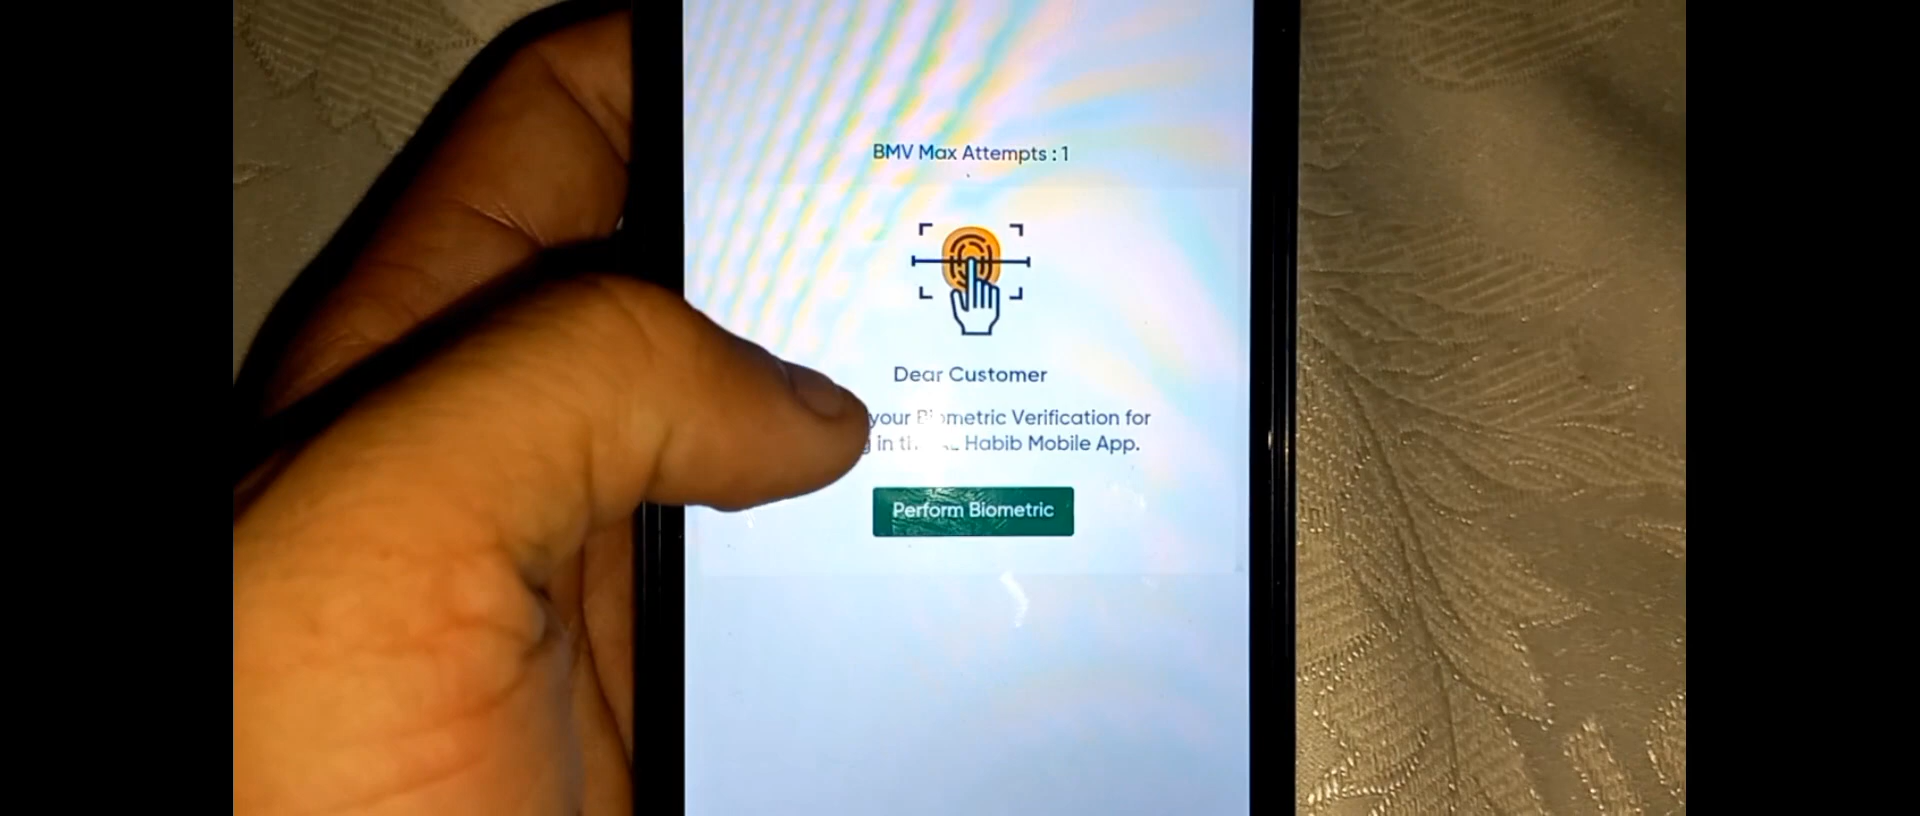 BMV Max Attempts : 1
Dear Customer
your metric Verification for
in Habib Mobile App.
Perform Biometric